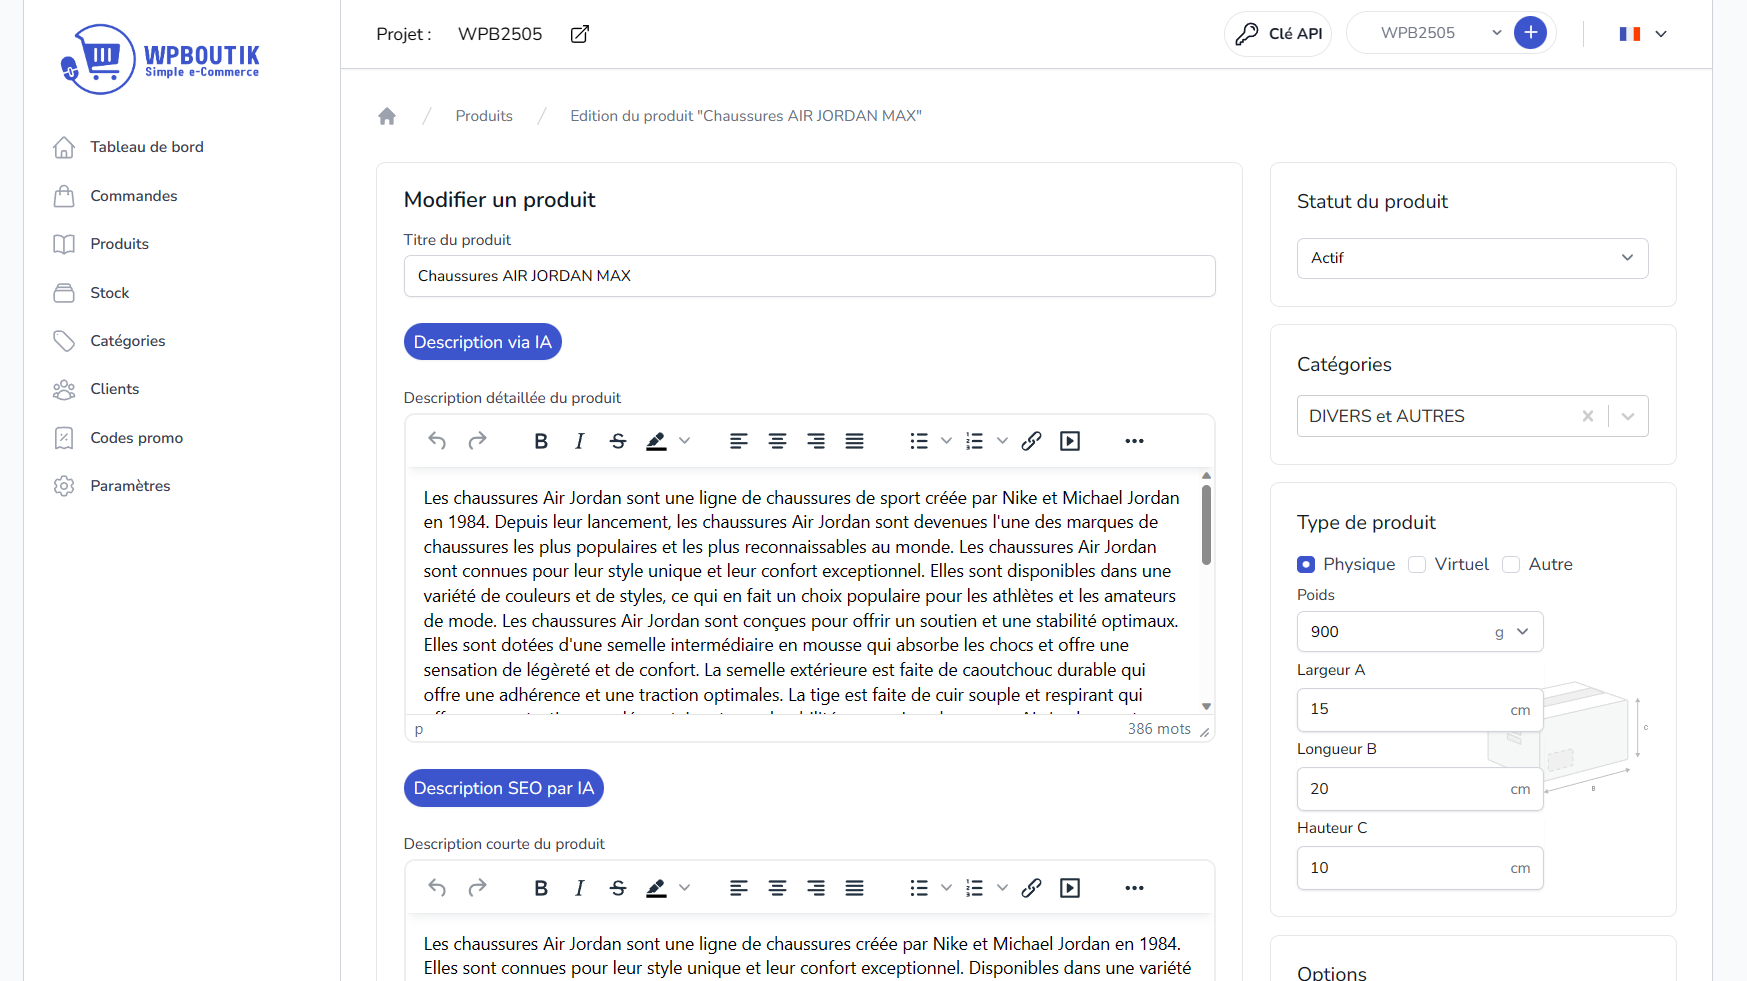 WPBOUTIK
Simple e-Commerce
Tableau de bord
Commandes
Produits
Stock
Catégories
Clients
Codes promo
Paramètres
Projet : WPB2505
Clé API
WPB2505
/ Produits / Edition du produit "Chaussures AIR JORDAN MAX"
Modifier un produit
Titre du produit
Chaussures AIR JORDAN MAX
Description via IA
Description détaillée du produit
Les chaussures Air Jordan sont une ligne de chaussures de sport créée par Nike et Michael Jordan
en 1984. Depuis leur lancement, les chaussures Air Jordan sont devenues l'une des marques de
chaussures les plus populaires et les plus reconnaissables au monde. Les chaussures Air Jordan
sont connues pour leur style unique et leur confort exceptionnel. Elles sont disponibles dans une
variété de couleurs et de styles, ce qui en fait un choix populaire pour les athlètes et les amateurs
de mode. Les chaussures Air Jordan sont conçues pour offrir un soutien et une stabilité optimaux.
Elles sont dotées d'une semelle intermédiaire en mousse qui absorbe les chocs et offre une
sensation de légèreté et de confort. La semelle extérieure est faite de caoutchouc durable qui
offre une adhérence et une traction optimales. La tige est faite de cuir souple et respirant qui
p
386 mots
Description SEO par IA
Description courte du produit
Les chaussures Air Jordan sont une ligne de chaussures créée par Nike et Michael Jordan en 1984.
Elles sont connues pour leur style unique et leur confort exceptionnel. Disponibles dans une variété
Statut du produit
Actif
Catégories
DIVERS et AUTRES
Type de produit
Physique Virtuel Autre
Poids
900 g
Largeur A
15 cm
Longueur B
20 cm
Hauteur C
10 cm
C
B
Options